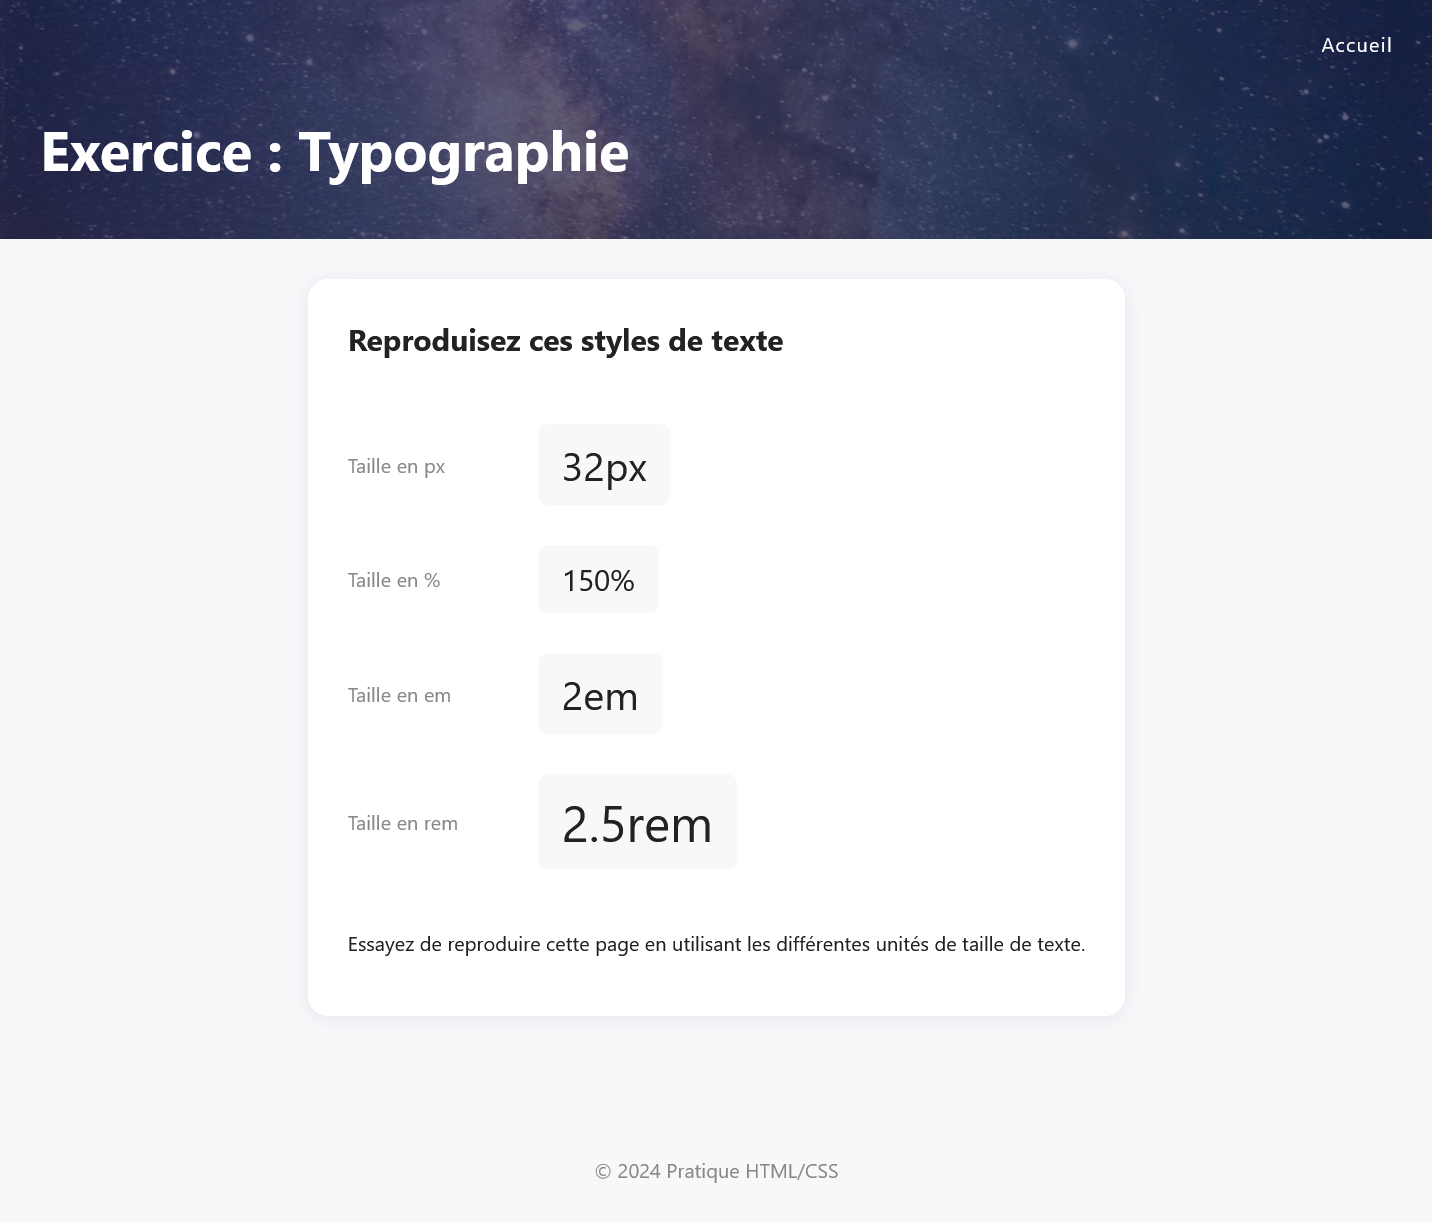 Accueil
Exercice : Typographie
Reproduisez ces styles de texte
Taille en px
32px
Taille en %
150%
Taille en em
2em
Taille en rem
2.5rem
Essayez de reproduire cette page en utilisant les différentes unités de taille de texte.
© 2024 Pratique HTML/CSS